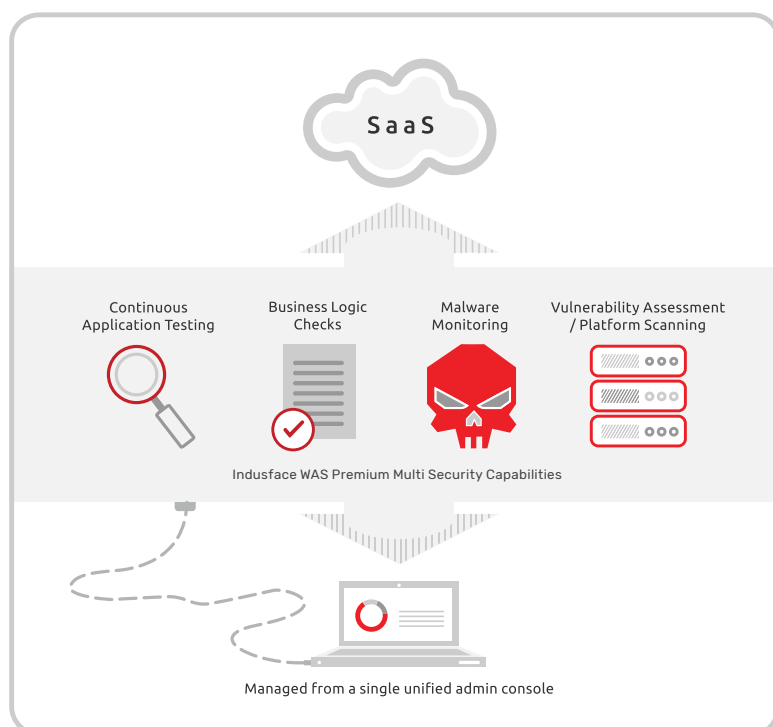 SaaS
Continuous
Application Testing
Business Logic
Checks
Malware
Monitoring
Vulnerability Assessment
/ Platform Scanning
Indusface WAS Premium Multi Security Capabilities
Managed from a single unified admin console